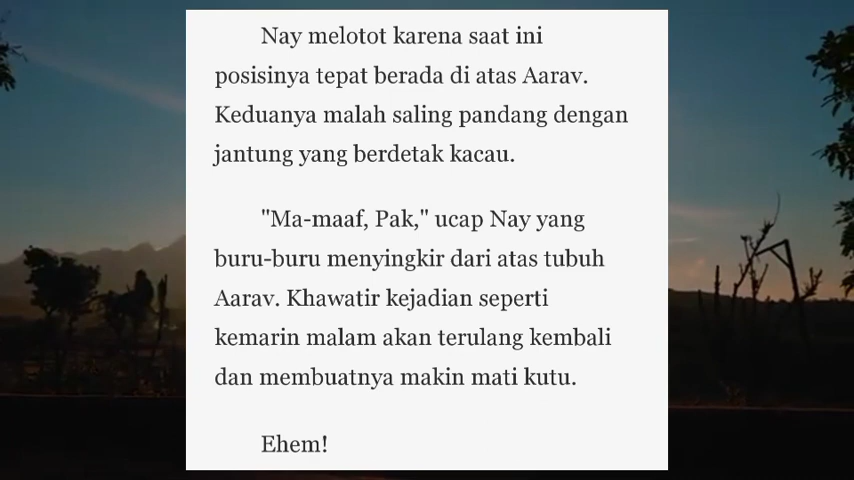 Nay melotot karena saat ini
posisinya tepat berada di atas Aarav.
Keduanya malah saling pandang dengan
jantung yang berdetak kacau.
"Ma-maaf, Pak," ucap Nay yang
buru-buru menyingkir dari atas tubuh
Aarav. Khawatir kejadian seperti
kemarin malam akan terulang kembali
dan membuatnya makin mati kutu.
Ehem!